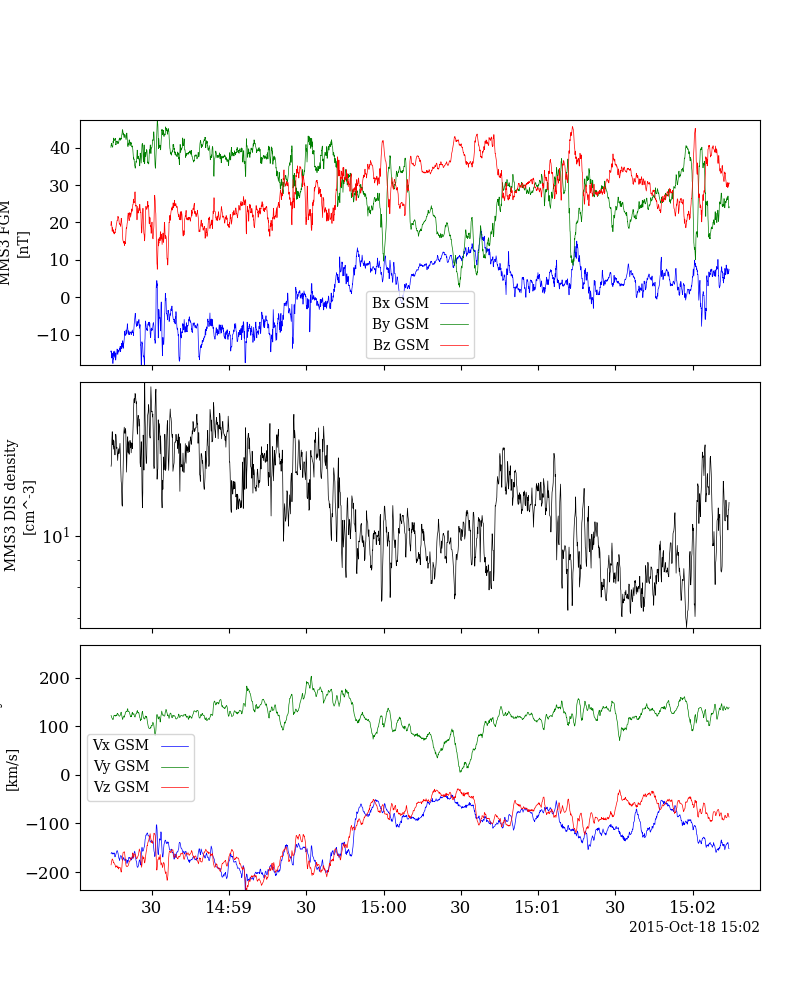 MMS3 FGM
[nT]
40
30
20
10
0
−10
Bx GSM
By GSM
Bz GSM
MMS3 DIS density
[cm^-3]
10^1
[km/s]
200
100
0
−100
−200
Vx GSM
Vy GSM
Vz GSM
30 14:59 30 15:00 30 15:01 30 15:02
2015-Oct-18 15:02